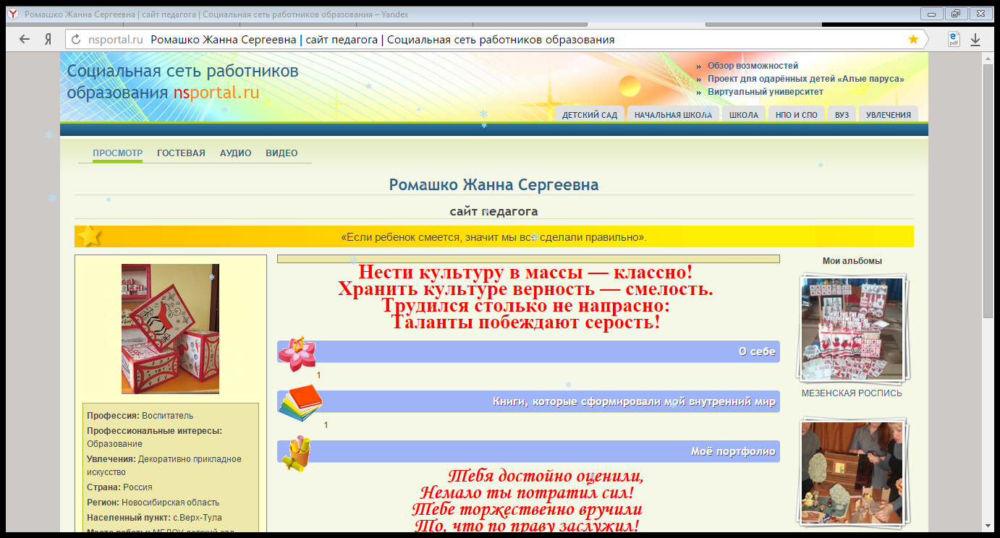 Ромашко Жанна Сергеевна | сайт педагога | Социальная сеть работников образования – Yandex
Я
nsportal.ru Ромашко Жанна Сергеевна | сайт педагога | Социальная сеть работников образования
e pdf
Социальная сеть работников
образования nsportal.ru
» Обзор возможностей
» Проект для одарённых детей «Алые паруса»
» Виртуальный университет
ДЕТСКИЙ САД НАЧАЛЬНАЯ ШКОЛА ШКОЛА НПО И СПО ВУЗ УВЛЕЧЕНИЯ
ПРОСМОТР ГОСТЕВАЯ АУДИО ВИДЕО
Ромашко Жанна Сергеевна
сайт педагога
«Если ребенок смеется, значит мы все сделали правильно».
Профессия: Воспитатель
Профессиональные интересы:
Образование
Увлечения: Декоративно прикладное
искусство
Страна: Россия
Регион: Новосибирская область
Населенный пункт: с.Верх-Тула
Место работы: МБДОУ детский сад
Нести культуру в массы — классно!
Хранить культуре верность — смелость.
Трудился столько не напрасно:
Таланты побеждают серость!
О себе
1
Книги, которые сформировали мой внутренний мир
1
Моё портфолио
Тебя достойно оценили,
Немало ты потратил сил!
Тебе торжественно вручили
То, что по праву заслужил!
Мои альбомы
МЕЗЕНСКАЯ РОСПИСЬ